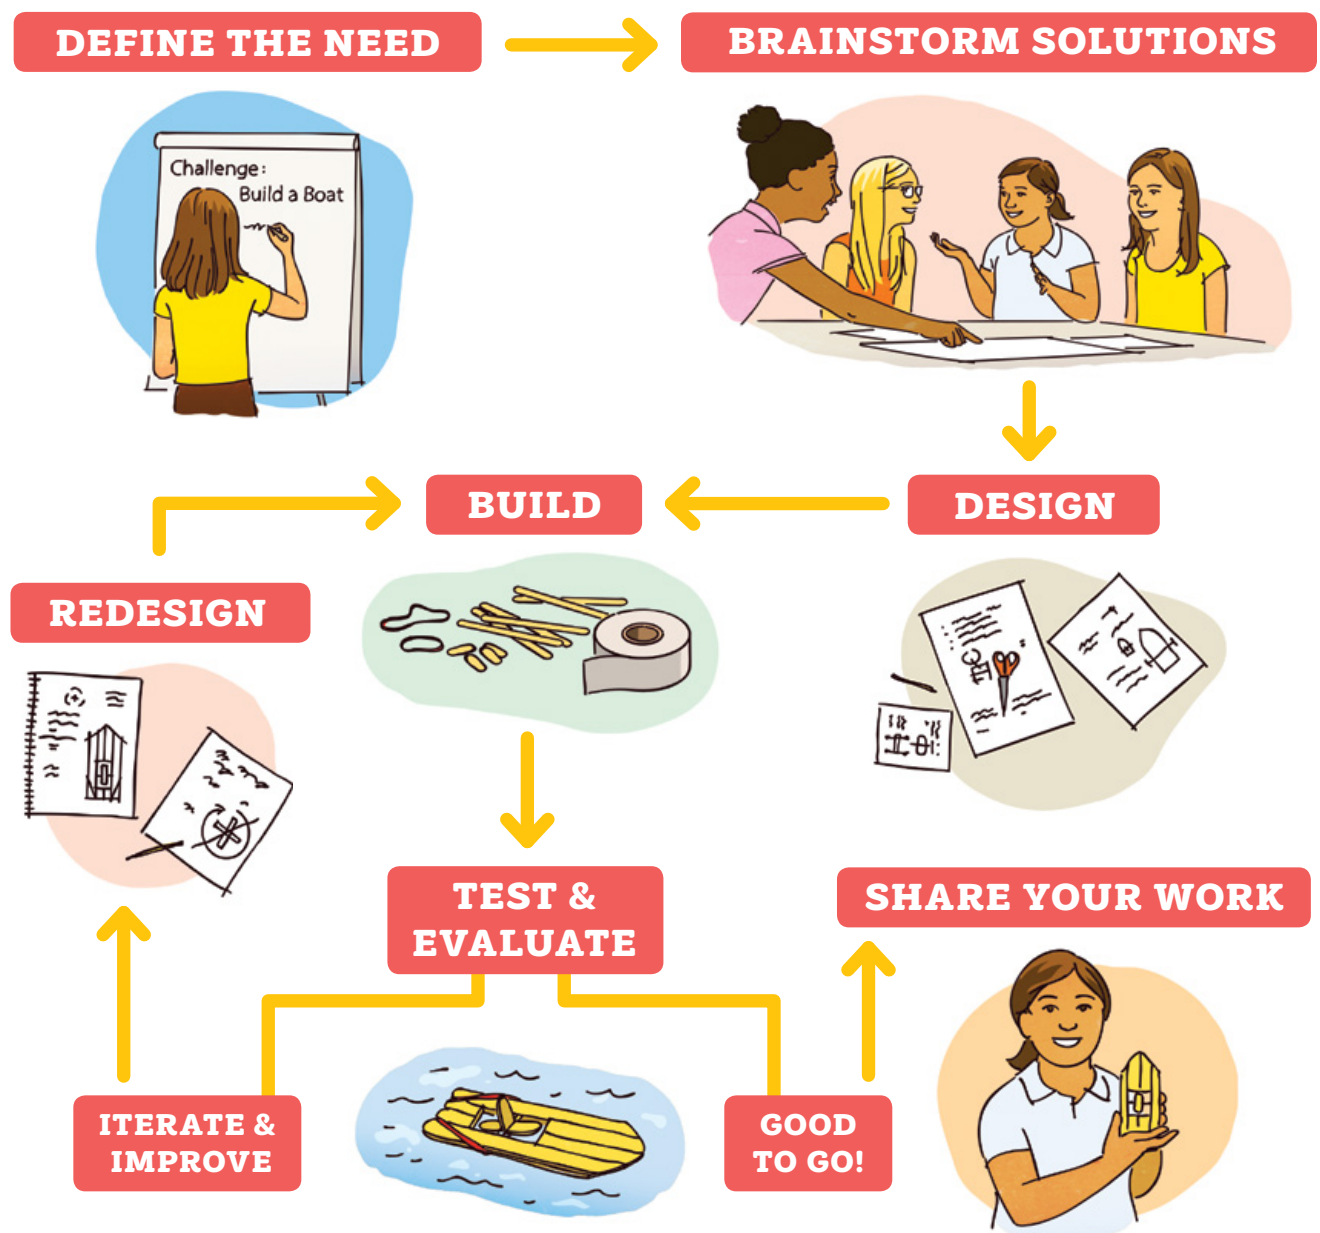 DEFINE THE NEED
BRAINSTORM SOLUTIONS
Challenge:
Build a Boat
BUILD
DESIGN
REDESIGN
TEST &
EVALUATE
SHARE YOUR WORK
ITERATE &
IMPROVE
GOOD
TO GO!